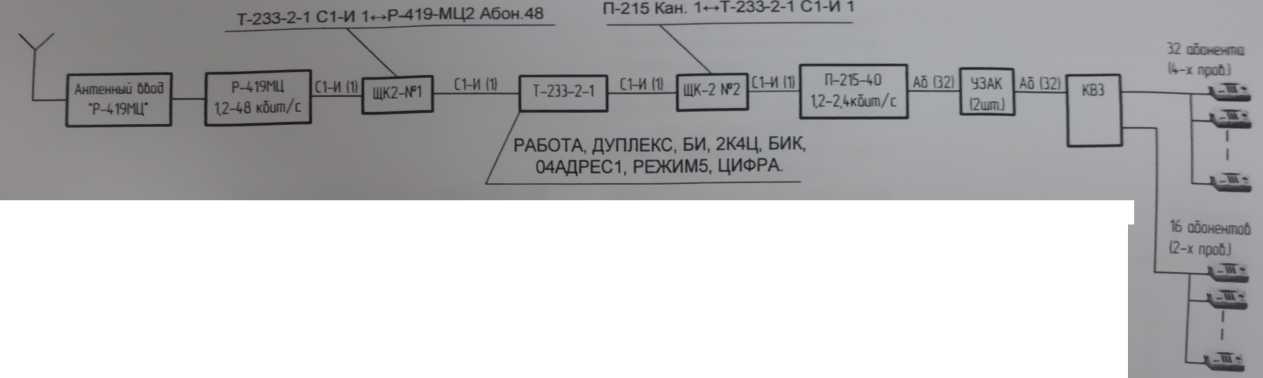 Т-233-2-1 С1-И 1↔Р-419-МЦ2 Абон.48
П-215 Кан. 1↔Т-233-2-1 С1-И 1
Антенный ввод
"Р-419МЦ"
Р-419МЦ
1,2-48 кбит/с
С1-И (1)
ЩК2-№1
С1-И (1)
Т-233-2-1
С1-И (1)
ЩК-2 №2
С1-И (1)
П-215-40
1,2-2,4кбит/с
Аб (32)
УЗАК
(2шт.)
Аб (32)
КВЗ
32 абонента
(4-х пров.)
РАБОТА, ДУПЛЕКС, БИ, 2К4Ц, БИК,
04АДРЕС1, РЕЖИМ5, ЦИФРА.
16 абонентов
(2-х пров.)